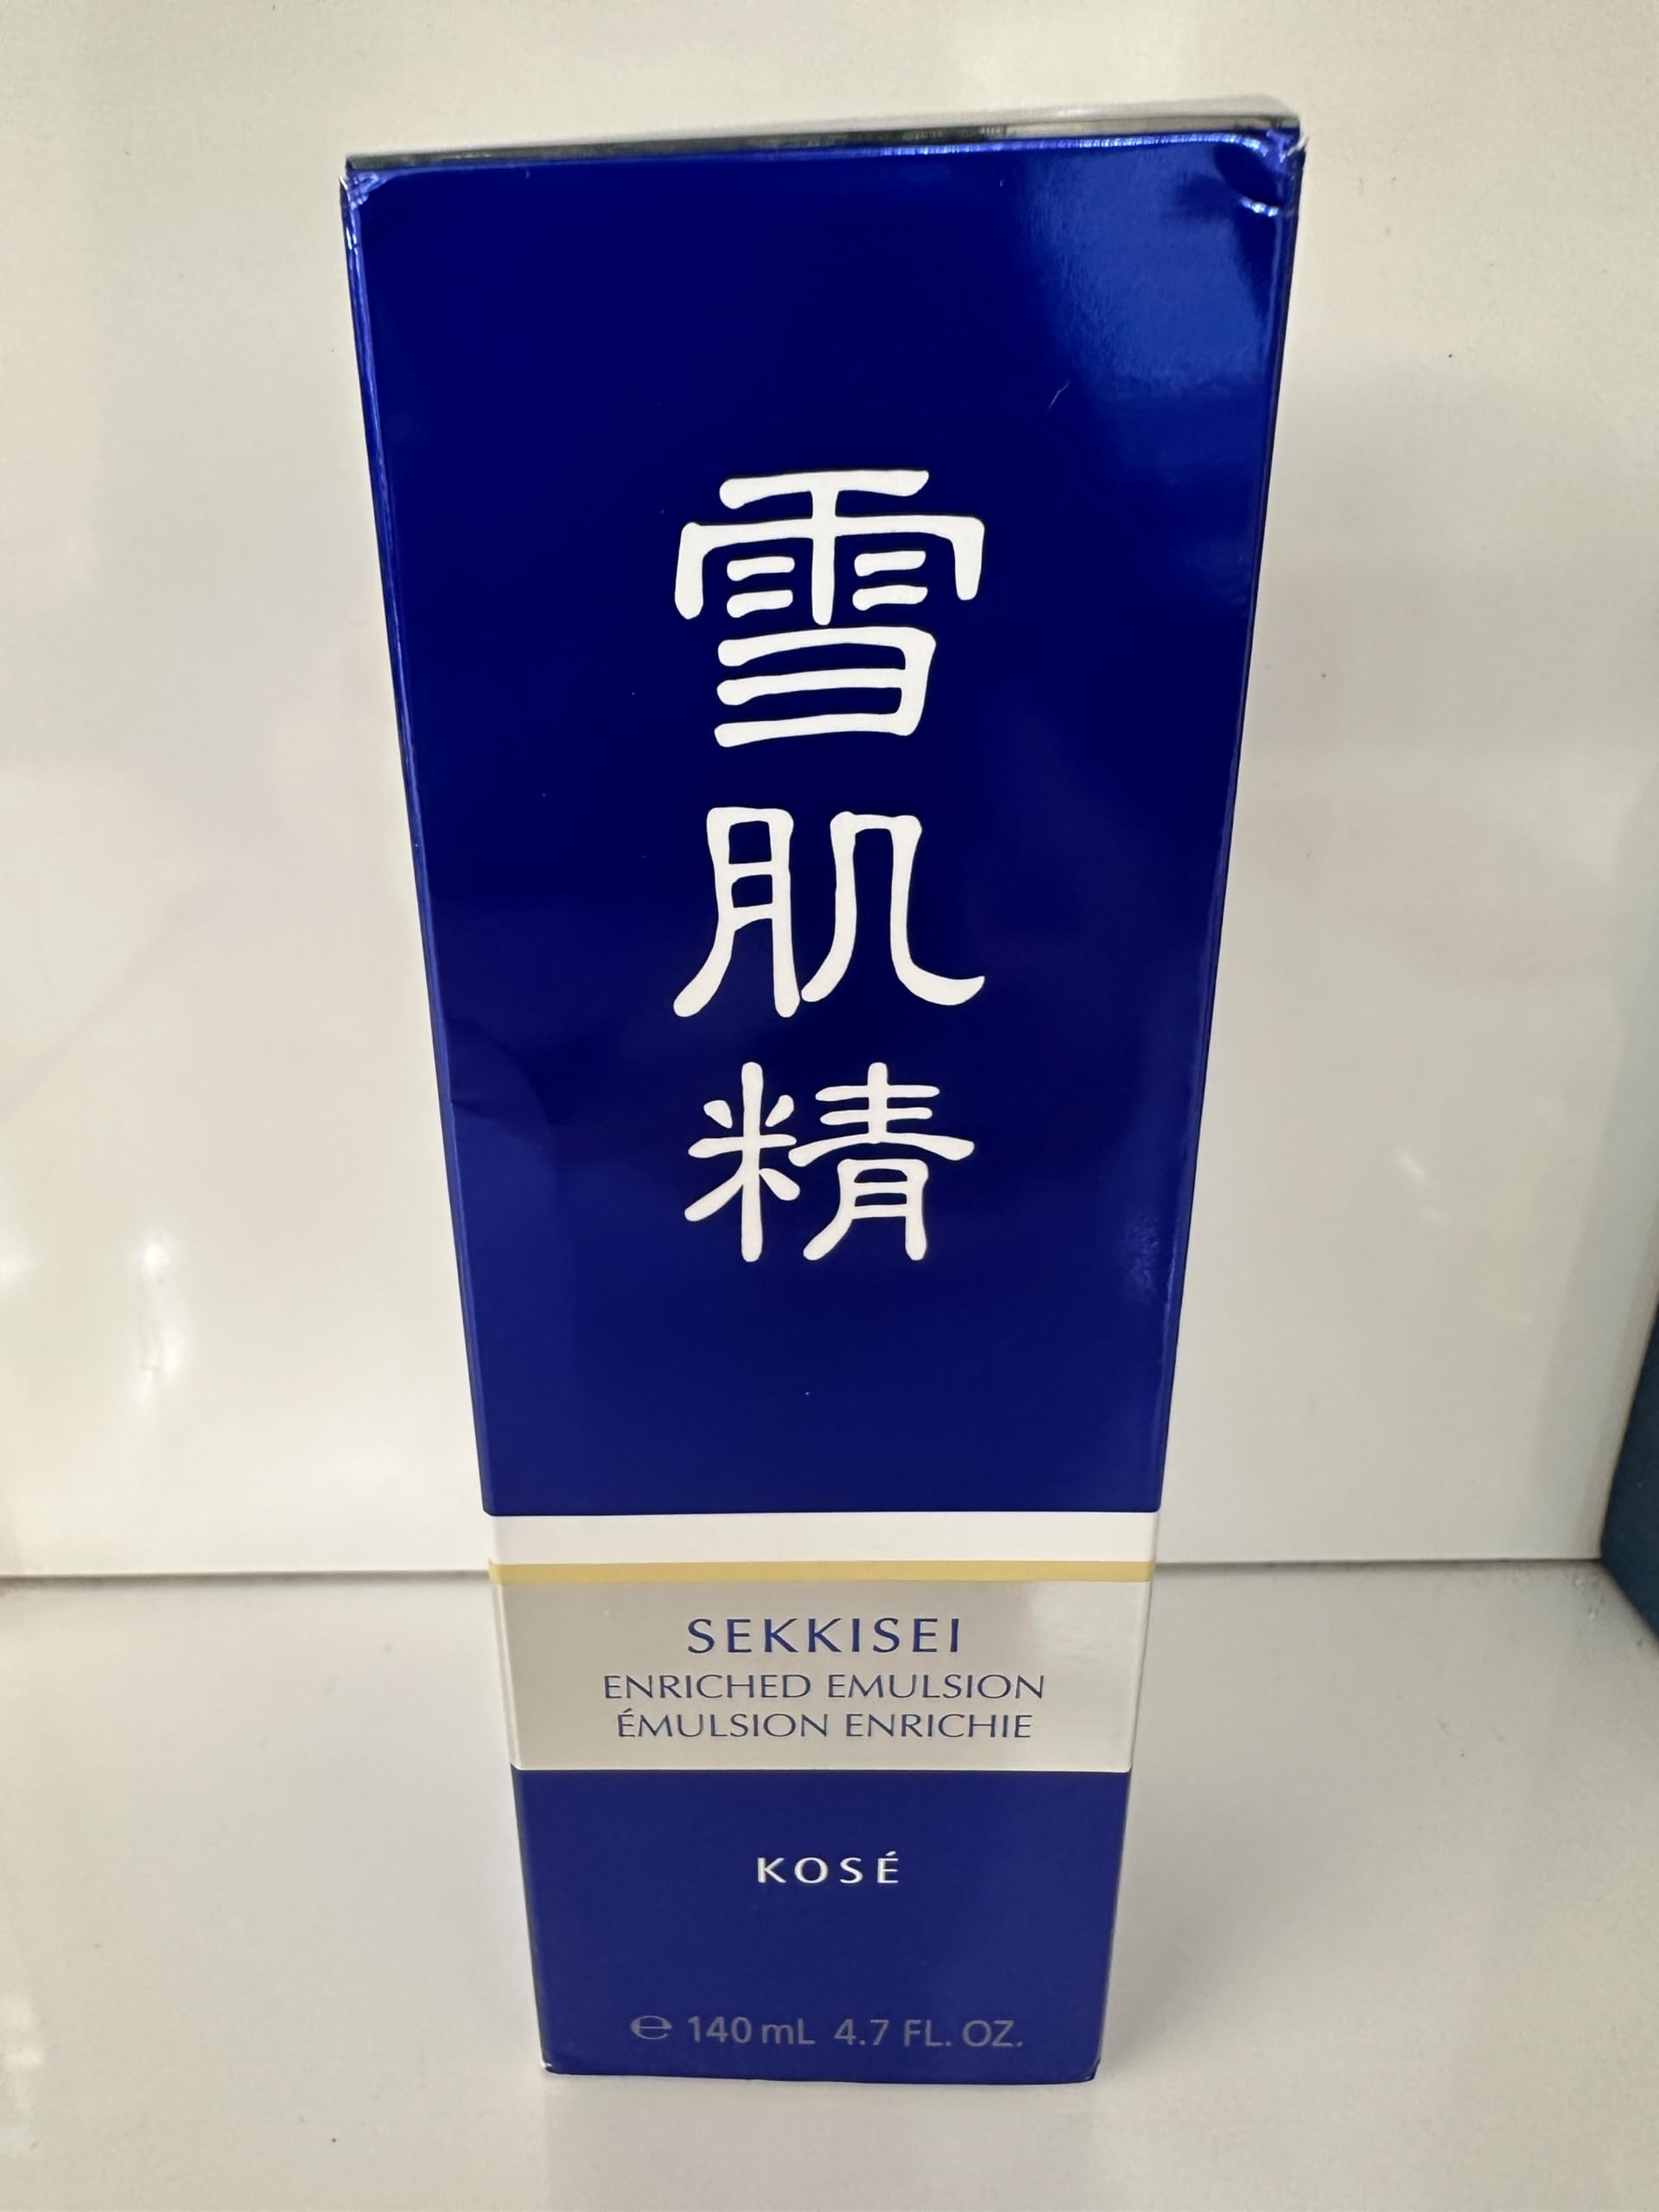 雪
肌
精
SEKKISEI
ENRICHED EMULSION
ÉMULSION ENRICHIE
KOSÉ
℮ 140 mL 4.7 FL. OZ.